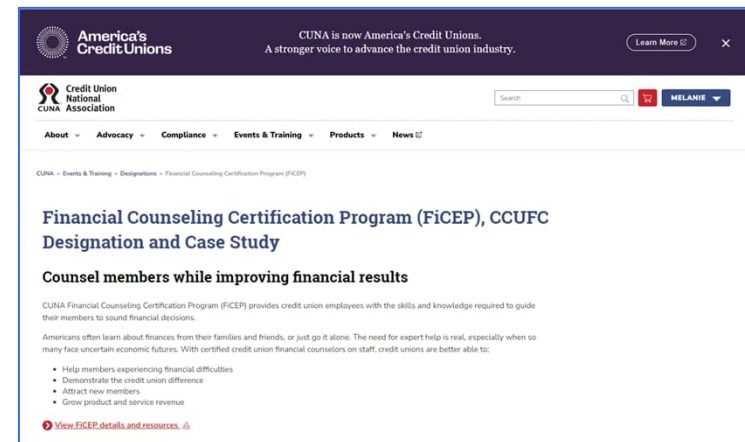 America's
Credit Unions
CUNA is now America's Credit Unions.
A stronger voice to advance the credit union industry.
Learn More
Credit Union
National
CUNA Association
Search
MELANIE
About Advocacy Compliance Events & Training Products News
CUNA » Events & Training » Designations » Financial Counseling Certification Program (FiCEP)
Financial Counseling Certification Program (FiCEP), CCUFC
Designation and Case Study
Counsel members while improving financial results
CUNA Financial Counseling Certification Program (FiCEP) provides credit union employees with the skills and knowledge required to guide
their members to sound financial decisions.
Americans often learn about finances from their families and friends, or just go it alone. The need for expert help is real, especially when so
many face uncertain economic futures. With certified credit union financial counselors on staff, credit unions are better able to:
• Help members experiencing financial difficulties
• Demonstrate the credit union difference
• Attract new members
• Grow product and service revenue
View FiCEP details and resources